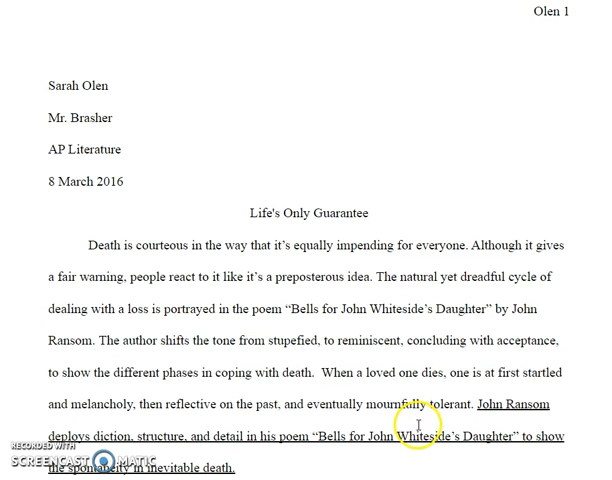 Olen 1
Sarah Olen
Mr. Brasher
AP Literature
8 March 2016
Life's Only Guarantee
Death is courteous in the way that it’s equally impending for everyone. Although it gives
a fair warning, people react to it like it’s a preposterous idea. The natural yet dreadful cycle of
dealing with a loss is portrayed in the poem “Bells for John Whiteside’s Daughter” by John
Ransom. The author shifts the tone from stupefied, to reminiscent, concluding with acceptance,
to show the different phases in coping with death.  When a loved one dies, one is at first startled
and melancholy, then reflective on the past, and eventually mournfully tolerant. John Ransom
deploys diction, structure, and detail in his poem “Bells for John Whiteside’s Daughter” to show
the spontaneity in inevitable death.
RECORDED WITH
SCREENCAST MATIC